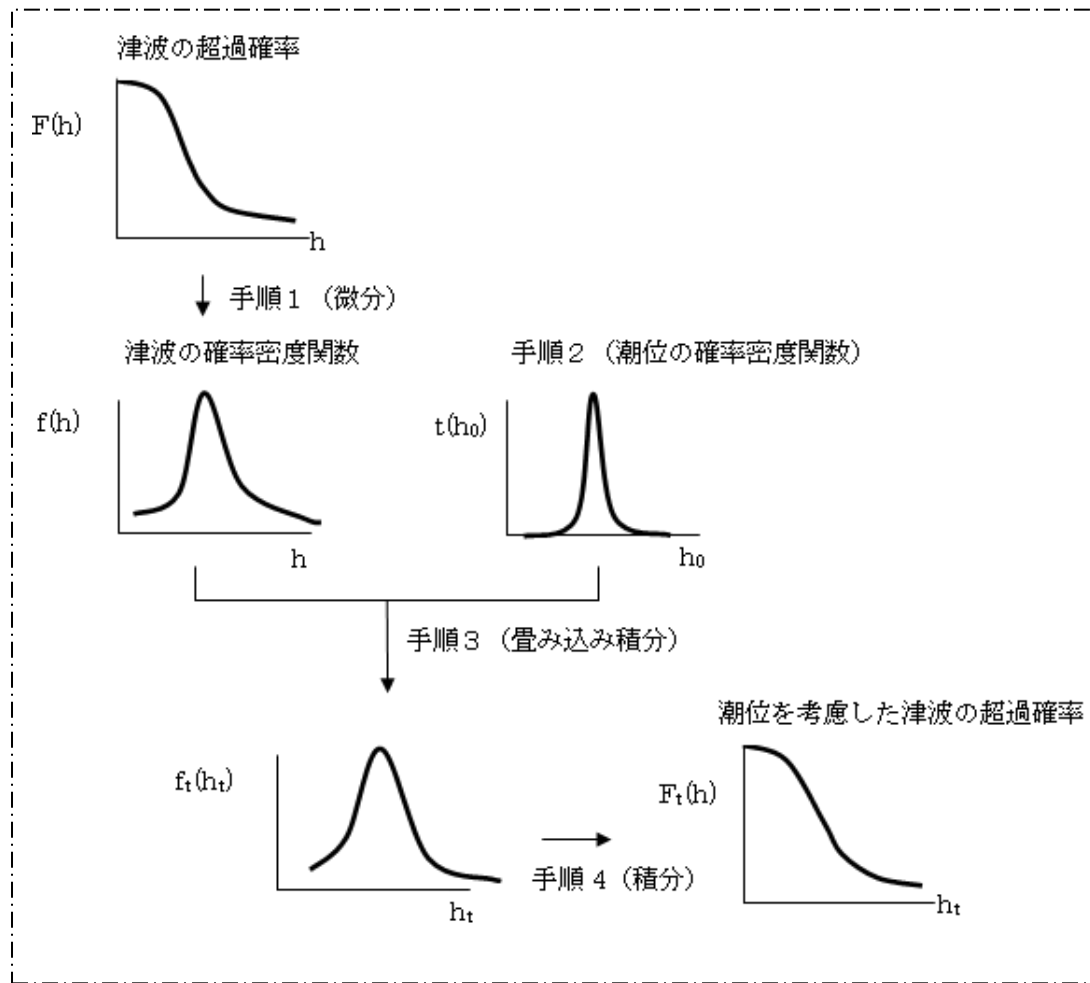 津波の超過確率
F(h)
h
手順1（微分）
津波の確率密度関数
手順2（潮位の確率密度関数）
f(h)
t(h₀)
h
h₀
手順3（畳み込み積分）
潮位を考慮した津波の超過確率
fₜ(hₜ)
Fₜ(h)
手順4（積分）
hₜ
hₜ